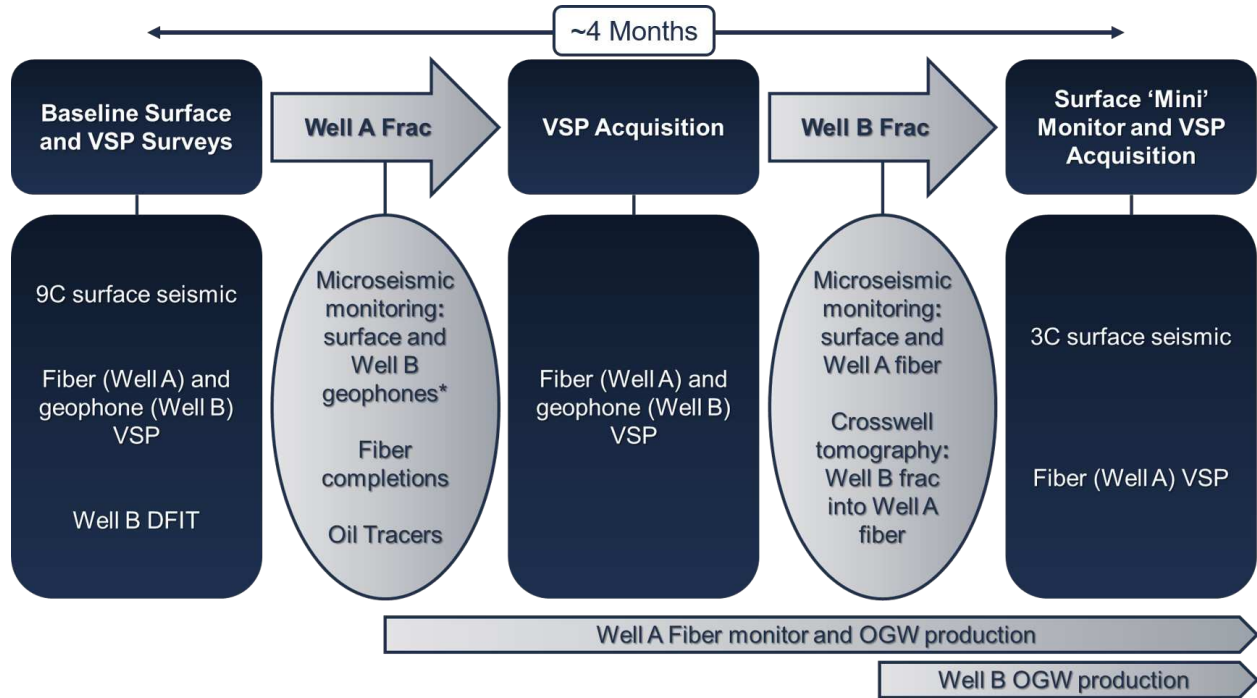 ~4 Months
Baseline Surface
and VSP Surveys
Well A Frac
VSP Acquisition
Well B Frac
Surface ‘Mini’
Monitor and VSP
Acquisition
9C surface seismic
Fiber (Well A) and
geophone (Well B)
VSP
Well B DFIT
Microseismic
monitoring:
surface and
Well B
geophones*
Fiber
completions
Oil Tracers
Fiber (Well A) and
geophone (Well B)
VSP
Microseismic
monitoring:
surface and
Well A fiber
Crosswell
tomography:
Well B frac
into Well A
fiber
3C surface seismic
Fiber (Well A) VSP
Well A Fiber monitor and OGW production
Well B OGW production